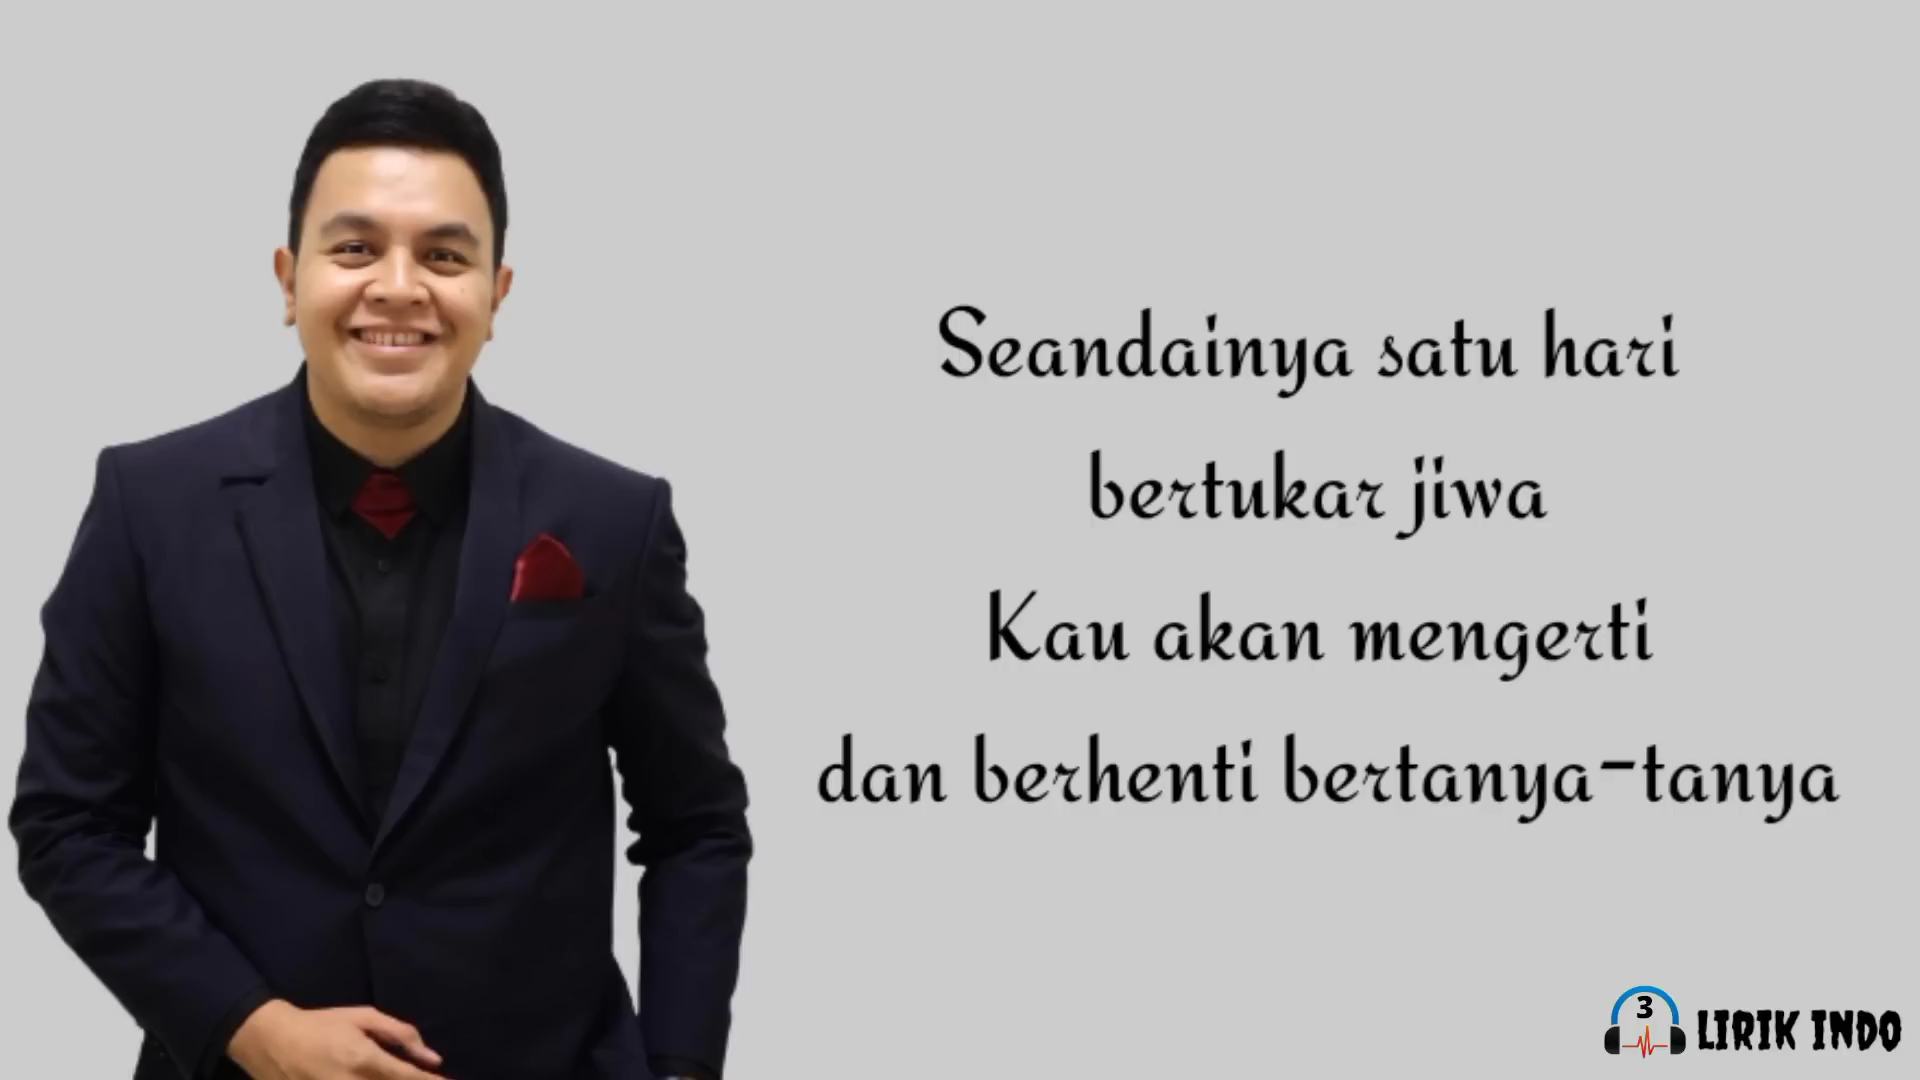 Seandainya satu hari
bertukar jiwa
Kau akan mengerti
dan berhenti bertanya-tanya
3
LIRIK INDO